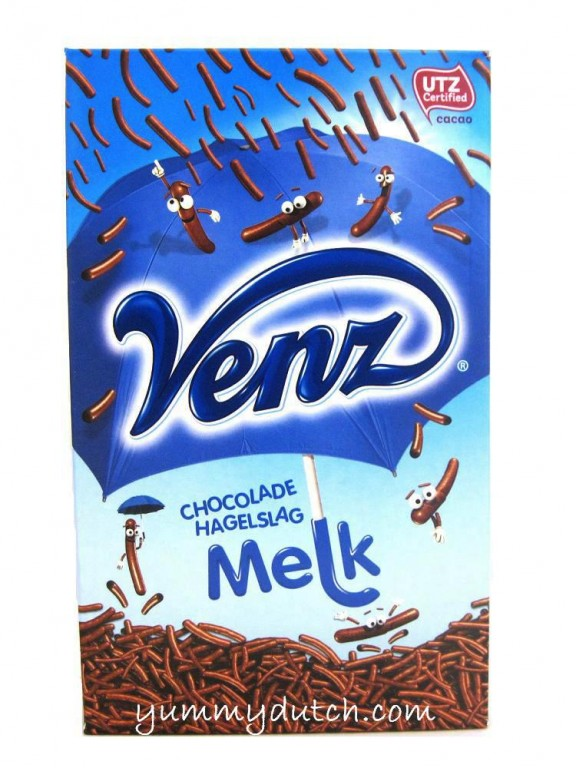 UTZ
Certified
cacao
Venz®
CHOCOLADE
HAGELSLAG
Melk
yummydutch.com